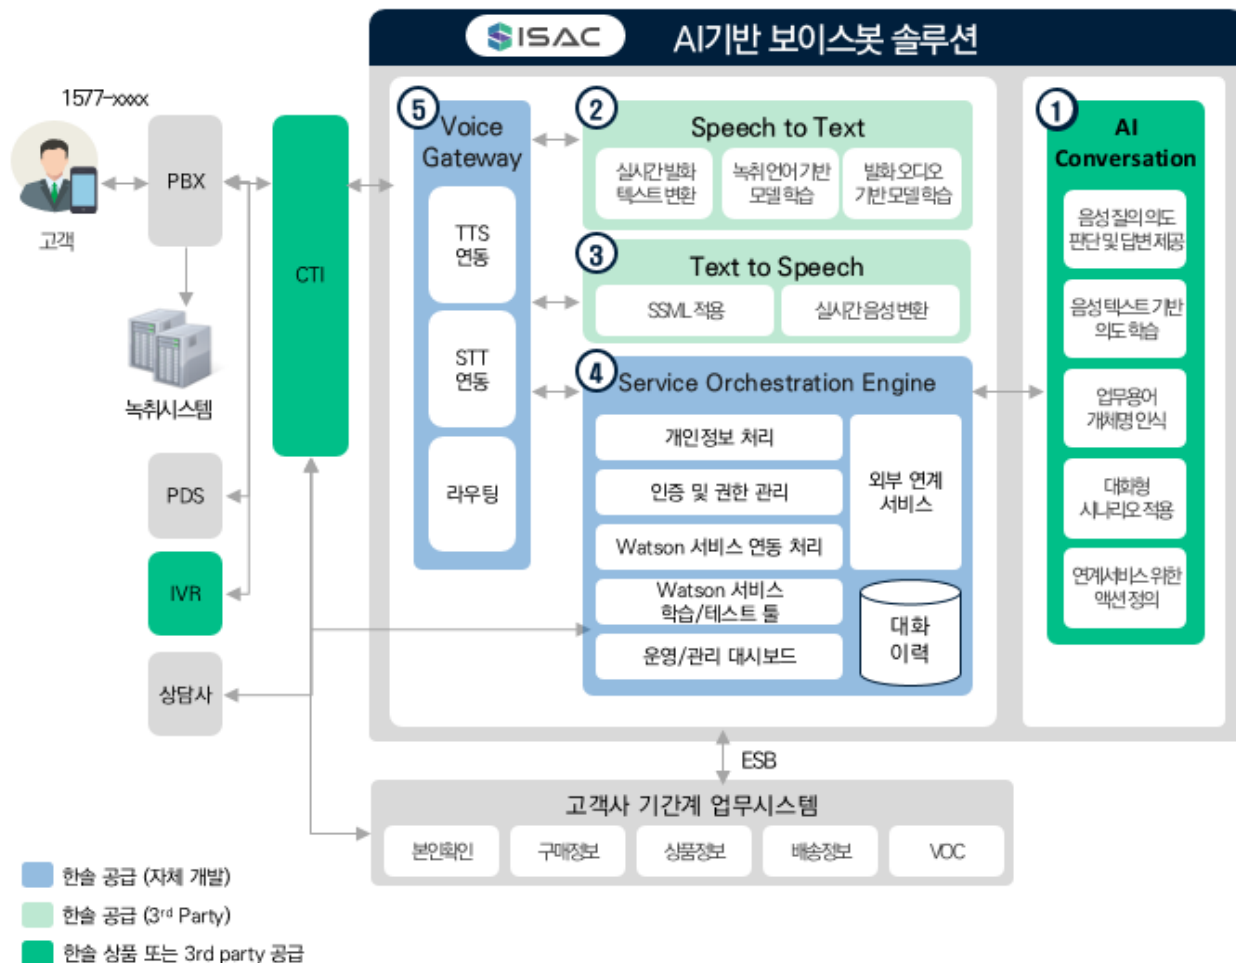 ISAC AI기반 보이스봇 솔루션
1577-xxxx
고객
PBX
녹취시스템
PDS
IVR
상담사
CTI
5
Voice
Gateway
TTS
연동
STT
연동
라우팅
2
Speech to Text
실시간 발화
텍스트 변환
녹취 언어 기반
모델 학습
발화 오디오
기반 모델 학습
3
Text to Speech
SSML 적용
실시간 음성 변환
4
Service Orchestration Engine
개인정보 처리
인증 및 권한 관리
Watson 서비스 연동 처리
Watson 서비스
학습/테스트 툴
운영/관리 대시보드
외부 연계
서비스
대화
이력
1
AI
Conversation
음성 질의 의도
판단 및 답변 제공
음성 텍스트 기반
의도 학습
업무용어
개체명 인식
대화형
시나리오 적용
연계서비스 위한
액션 정의
ESB
고객사 기간계 업무시스템
본인확인
구매정보
상품정보
배송정보
VOC
한솔 공급 (자체 개발)
한솔 공급 (3rd Party)
한솔 상품 또는 3rd party 공급